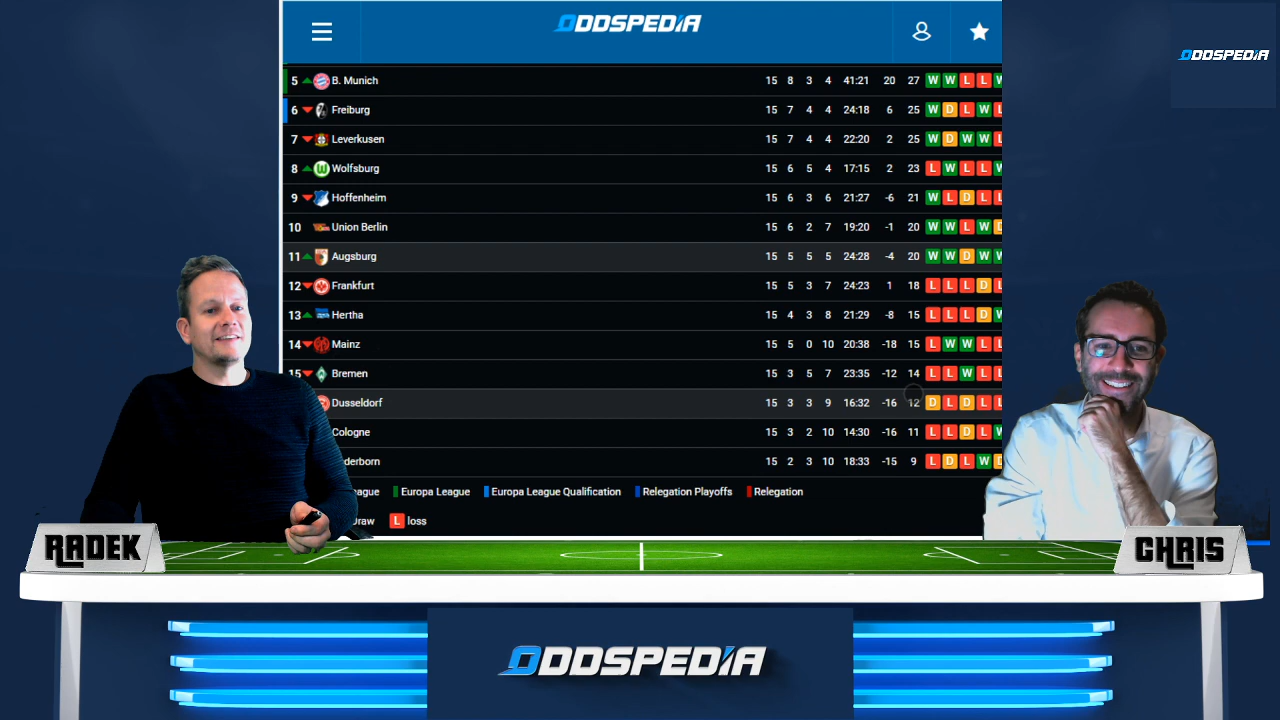 ODDSPEDIA
ODDSPEDIA
5 B. Munich 15 8 3 4 41:21 20 27 W W L L W
6 Freiburg 15 7 4 4 24:18 6 25 W D L W L
7 Leverkusen 15 7 4 4 22:20 2 25 W D W W L
8 Wolfsburg 15 6 5 4 17:15 2 23 L W L L W
9 Hoffenheim 15 6 3 6 21:27 -6 21 W L D L L
10 Union Berlin 15 6 2 7 19:20 -1 20 W W L W D
11 Augsburg 15 5 5 5 24:28 -4 20 W W D W W
12 Frankfurt 15 5 3 7 24:23 1 18 L L L D L
13 Hertha 15 4 3 8 21:29 -8 15 L L L D W
14 Mainz 15 5 0 10 20:38 -18 15 L W W L L
15 Bremen 15 3 5 7 23:35 -12 14 L L W L L
Dusseldorf 15 3 3 9 16:32 -16 12 D L D L L
Cologne 15 3 2 10 14:30 -16 11 L L D L W
derborn 15 2 3 10 18:33 -15 9 L D L W D
ague Europa League Europa League Qualification Relegation Playoffs Relegation
Draw L loss
RADEK
CHRIS
ODDSPEDIA